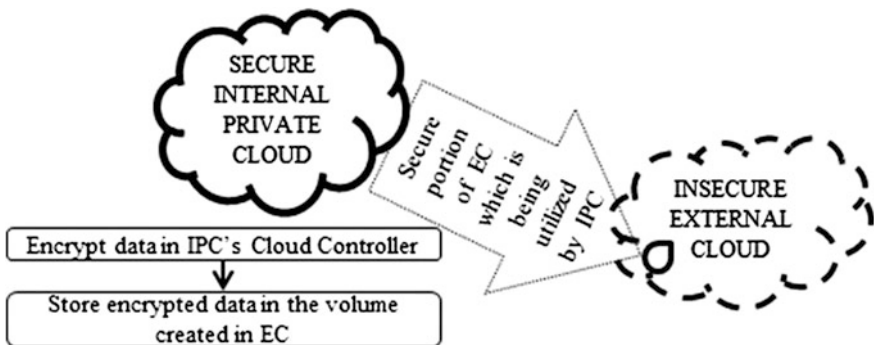 SECURE
INTERNAL
PRIVATE
CLOUD
Secure
portion
of EC
which is
being
utilized
by IPC
INSECURE
EXTERNAL
CLOUD
Encrypt data in IPC's Cloud Controller
Store encrypted data in the volume
created in EC